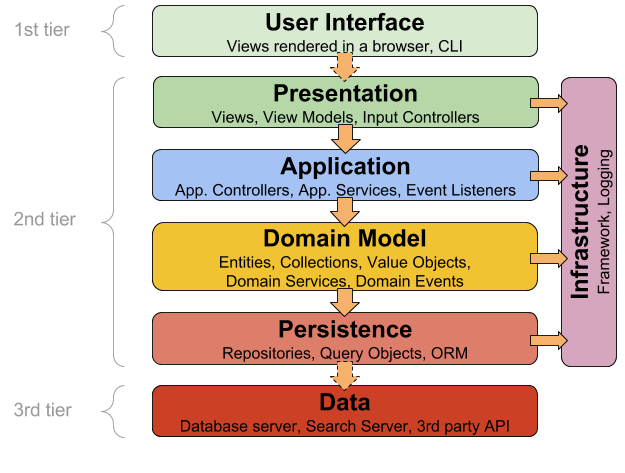 1st tier
User Interface
Views rendered in a browser, CLI
2nd tier
Presentation
Views, View Models, Input Controllers
Application
App. Controllers, App. Services, Event Listeners
Domain Model
Entities, Collections, Value Objects,
Domain Services, Domain Events
Persistence
Repositories, Query Objects, ORM
Infrastructure
Framework, Logging
3rd tier
Data
Database server, Search Server, 3rd party API